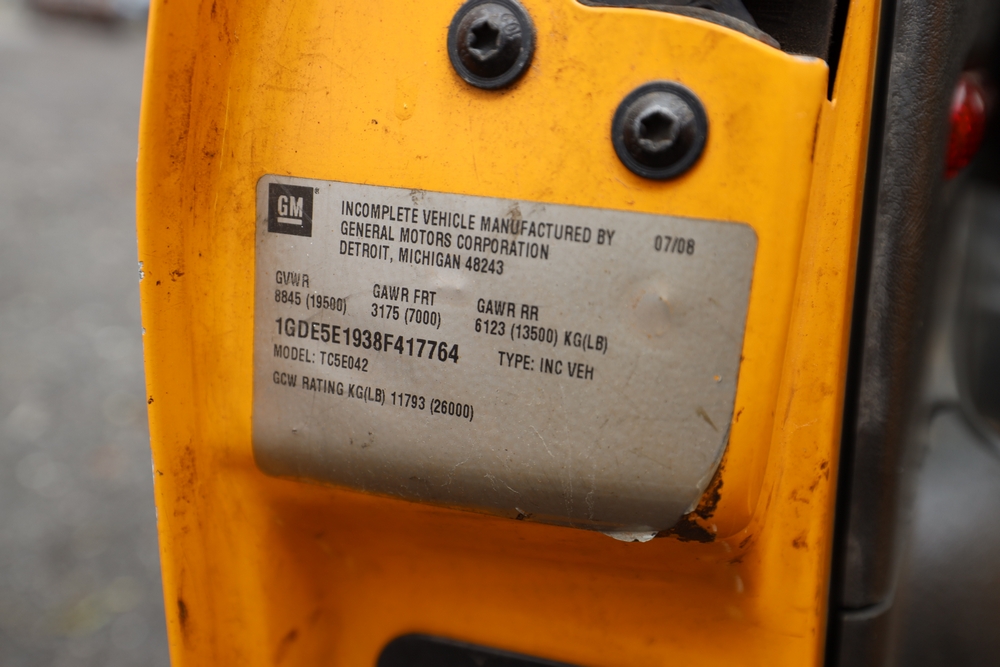 GM
INCOMPLETE VEHICLE MANUFACTURED BY 07/08
GENERAL MOTORS CORPORATION
DETROIT, MICHIGAN 48243
GVWR GAWR FRT GAWR RR
8845 (19500) 3175 (7000) 6123 (13500) KG(LB)
1GDE5E1938F417764 TYPE: INC VEH
MODEL: TC5E042
GCW RATING KG(LB) 11793 (26000)